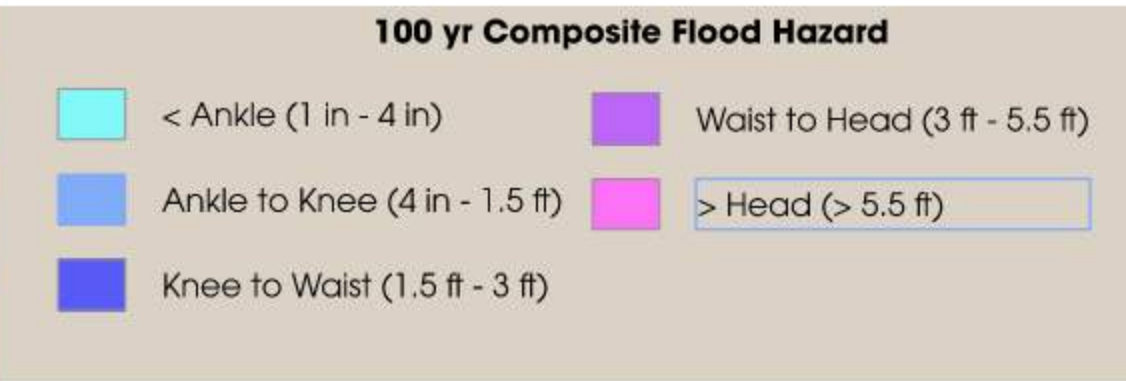 100 yr Composite Flood Hazard
< Ankle (1 in - 4 in)
Ankle to Knee (4 in - 1.5 ft)
Knee to Waist (1.5 ft - 3 ft)
Waist to Head (3 ft - 5.5 ft)
> Head (> 5.5 ft)